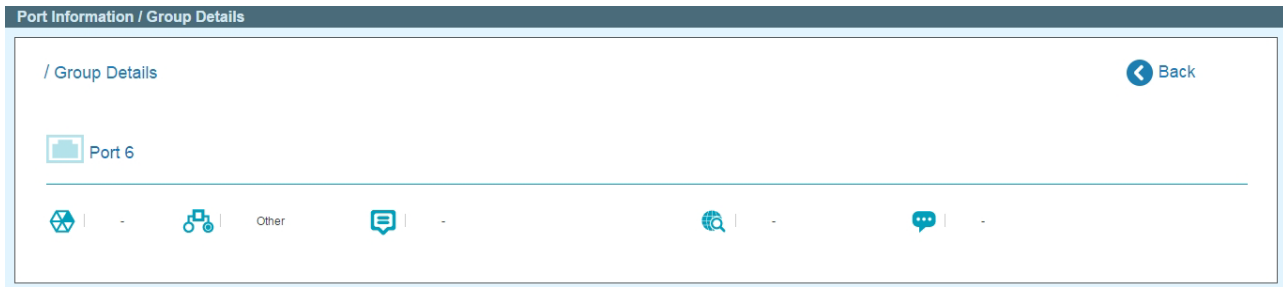 Port Information / Group Details
/ Group Details
Back
Port 6
- Other - - -